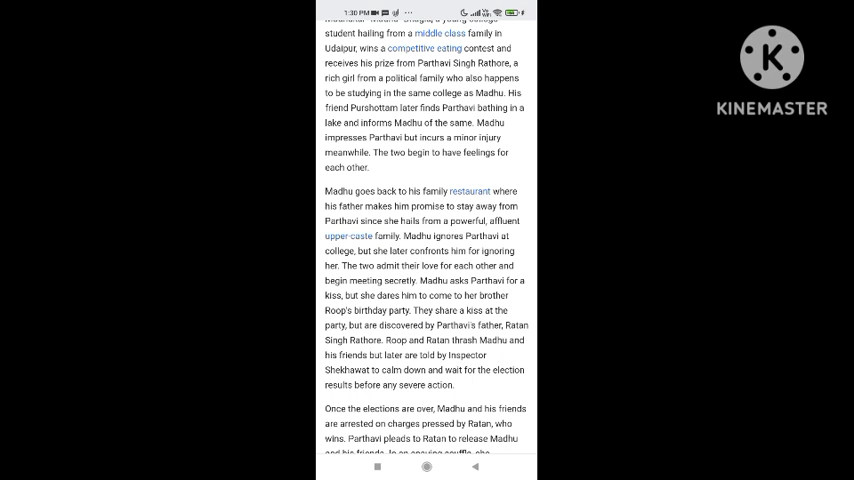 1:30 PM
K
KINEMASTER
student hailing from a middle class family in
Udaipur, wins a competitive eating contest and
receives his prize from Parthavi Singh Rathore, a
rich girl from a political family who also happens
to be studying in the same college as Madhu. His
friend Purshottam later finds Parthavi bathing in a
lake and informs Madhu of the same. Madhu
impresses Parthavi but incurs a minor injury
meanwhile. The two begin to have feelings for
each other.
Madhu goes back to his family restaurant where
his father makes him promise to stay away from
Parthavi since she hails from a powerful, affluent
upper-caste family. Madhu ignores Parthavi at
college, but she later confronts him for ignoring
her. The two admit their love for each other and
begin meeting secretly. Madhu asks Parthavi for a
kiss, but she dares him to come to her brother
Roop's birthday party. They share a kiss at the
party, but are discovered by Parthavi's father, Ratan
Singh Rathore. Roop and Ratan thrash Madhu and
his friends but later are told by Inspector
Shekhawat to calm down and wait for the election
results before any severe action.
Once the elections are over, Madhu and his friends
are arrested on charges pressed by Ratan, who
wins. Parthavi pleads to Ratan to release Madhu